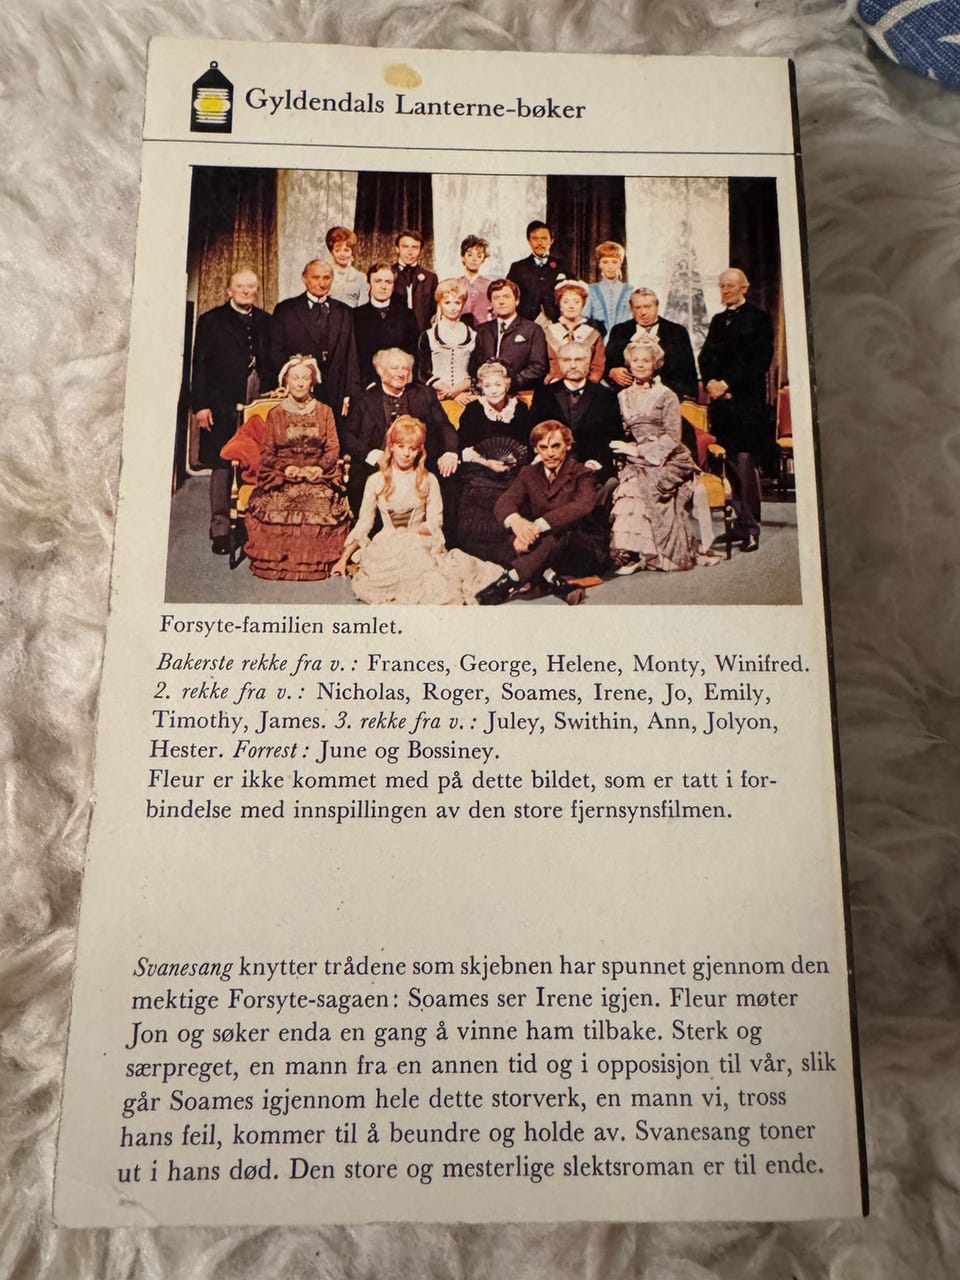 Gyldendals Lanterne-bøker
Forsyte-familien samlet.
Bakerste rekke fra v. : Frances, George, Helene, Monty, Winifred.
2. rekke fra v. : Nicholas, Roger, Soames, Irene, Jo, Emily,
Timothy, James. 3. rekke fra v. : Juley, Swithin, Ann, Jolyon,
Hester. Forrest : June og Bossiney.
Fleur er ikke kommet med på dette bildet, som er tatt i for-
bindelse med innspillingen av den store fjernsynsfilmen.
Svanesang knytter trådene som skjebnen har spunnet gjennom den
mektige Forsyte-sagaen: Soames ser Irene igjen. Fleur møter
Jon og søker enda en gang å vinne ham tilbake. Sterk og
særpreget, en mann fra en annen tid og i opposisjon til vår, slik
går Soames igjennom hele dette storverk, en mann vi, tross
hans feil, kommer til å beundre og holde av. Svanesang toner
ut i hans død. Den store og mesterlige slektsroman er til ende.